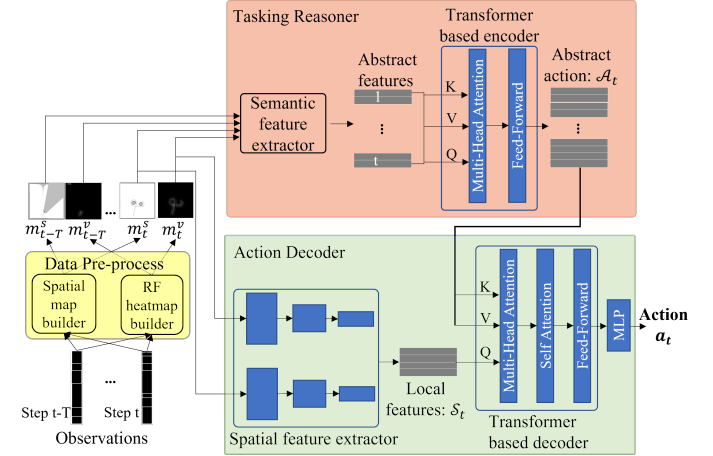 Tasking Reasoner
Transformer
based encoder
Abstract
features
Abstract
action: 𝒜t
Semantic
feature
extractor
1
...
t
K
V
Q
Multi-Head Attention
Feed-Forward
...
...
m^s_{t-T} m^v_{t-T} m^s_t m^v_t
Data Pre-process
Spatial
map
builder
RF
heatmap
builder
...
Step t-T
Step t
Observations
Action Decoder
Spatial feature extractor
Local
features: 𝒮t
K
V
Q
Multi-Head Attention
Self Attention
Feed-Forward
MLP
Transformer
based decoder
Action
a_t